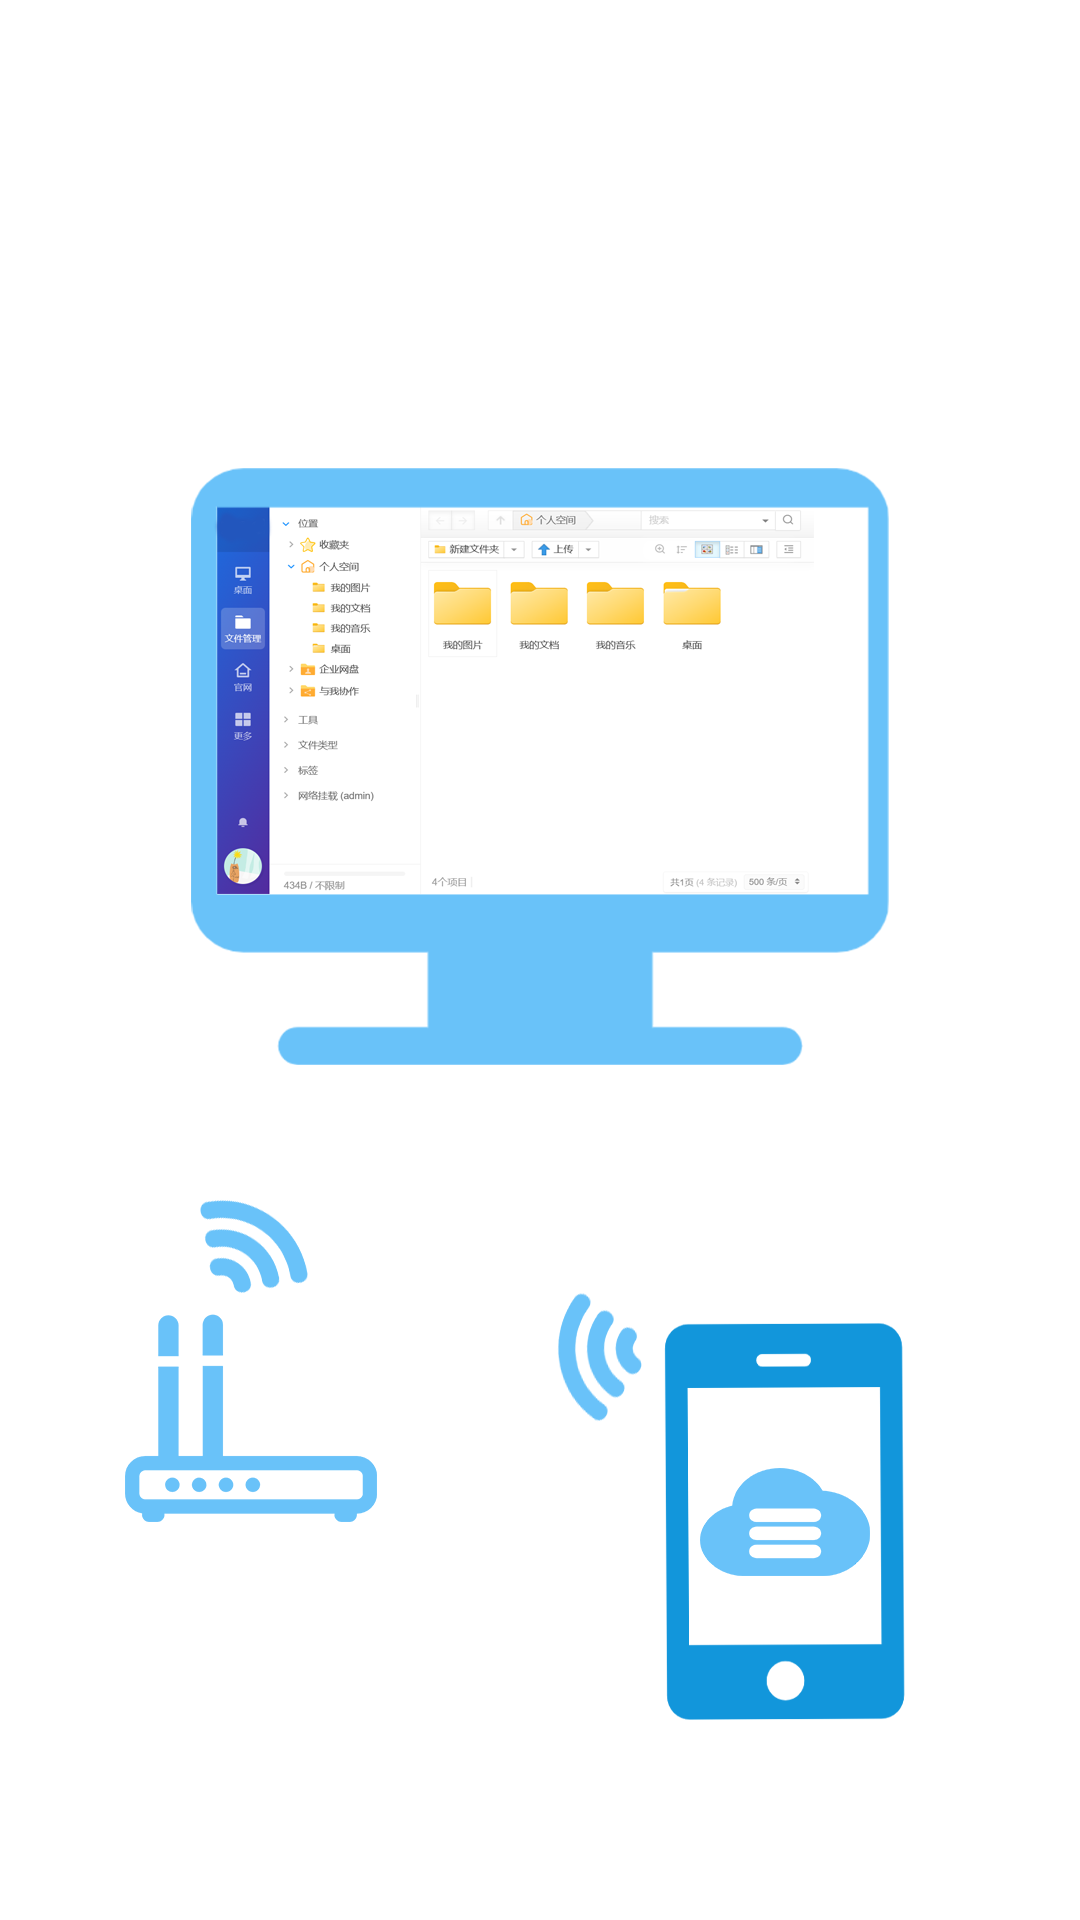 桌面
文件管理
官网
更多
位置
收藏夹
个人空间
我的图片
我的文档
我的音乐
桌面
企业网盘
与我协作
工具
文件类型
标签
网络挂载 (admin)
434B / 不限制
个人空间
搜索
新建文件夹
上传
我的图片
我的文档
我的音乐
桌面
4个项目
共1页 (4 条记录) 500 条/页